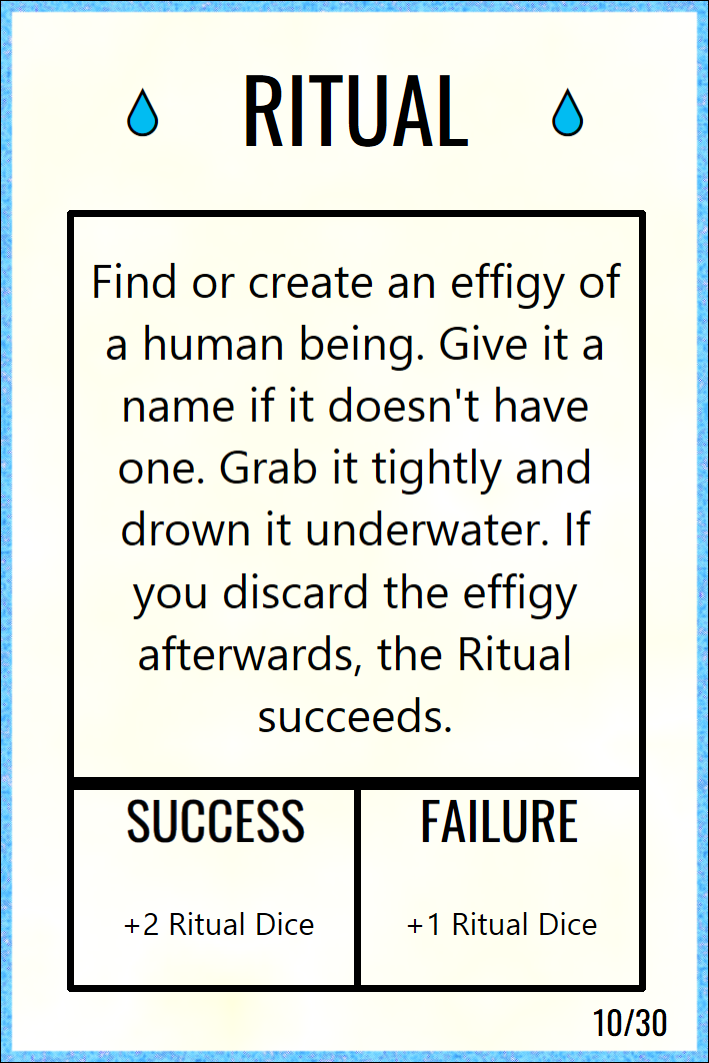 RITUAL
Find or create an effigy of
a human being. Give it a
name if it doesn't have
one. Grab it tightly and
drown it underwater. If
you discard the effigy
afterwards, the Ritual
succeeds.
SUCCESS
+2 Ritual Dice
FAILURE
+1 Ritual Dice
10/30